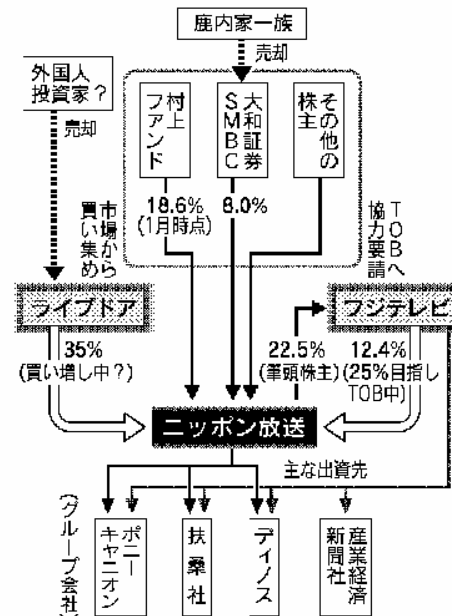 鹿内家一族
売却
外国人
投資家？
売却
村上
ファンド
大和証券
SMBC
その他の
株主
18.6%
(1月時点)
8.0%
市場から
買い集め
TOBへ
協力要請
ライブドア
フジテレビ
35%
(買い増し中？)
22.5%
(筆頭株主)
12.4%
(25%目指し
TOB中)
ニッポン放送
主な出資先
(グループ会社)
ポニー
キャニオン
扶桑社
ディノス
産業経済
新聞社